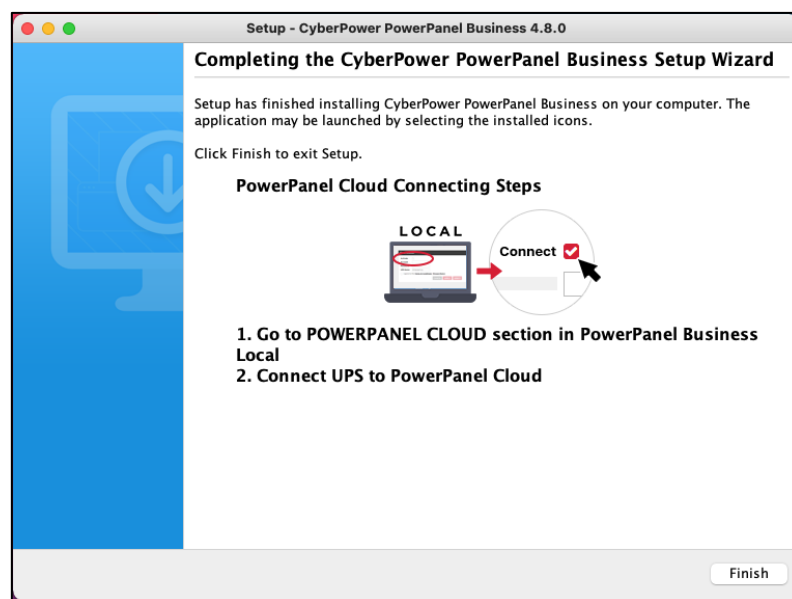 Setup - CyberPower PowerPanel Business 4.8.0
Completing the CyberPower PowerPanel Business Setup Wizard
Setup has finished installing CyberPower PowerPanel Business on your computer. The
application may be launched by selecting the installed icons.
Click Finish to exit Setup.
PowerPanel Cloud Connecting Steps
LOCAL
Connect
1. Go to POWERPANEL CLOUD section in PowerPanel Business
Local
2. Connect UPS to PowerPanel Cloud
Finish